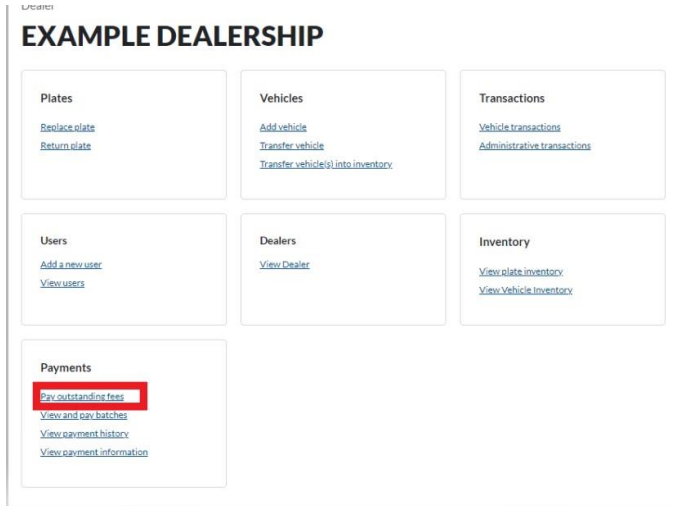 Dealer
EXAMPLE DEALERSHIP
Plates
Replace plate
Return plate
Vehicles
Add vehicle
Transfer vehicle
Transfer vehicle(s) into inventory
Transactions
Vehicle transactions
Administrative transactions
Users
Add a new user
View users
Dealers
View Dealer
Inventory
View plate inventory
View Vehicle Inventory
Payments
Pay outstanding fees
View and pay batches
View payment history
View payment information